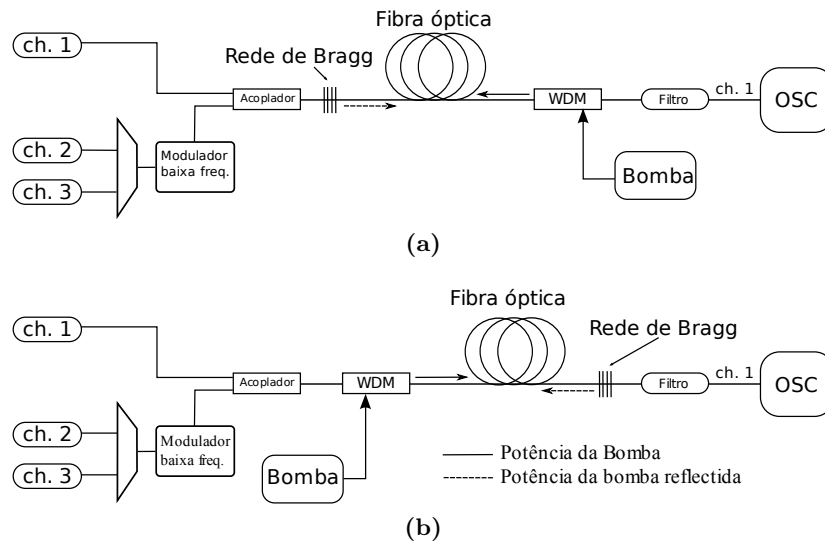 Fibra óptica
ch. 1
Rede de Bragg
Acoplador
WDM
Filtro
ch. 1
OSC
ch. 2
Modulador
baixa freq.
ch. 3
Bomba
(a)
Fibra óptica
ch. 1
Rede de Bragg
Acoplador
WDM
Filtro
ch. 1
OSC
ch. 2
Modulador
baixa freq.
ch. 3
Bomba
Potência da Bomba
Potência da bomba reflectida
(b)